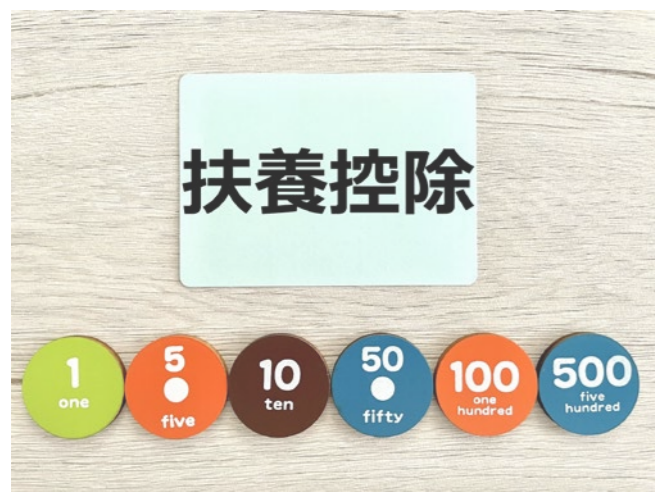 扶養控除
1
one
5
five
10
ten
50
fifty
100
one
hundred
500
five
hundred